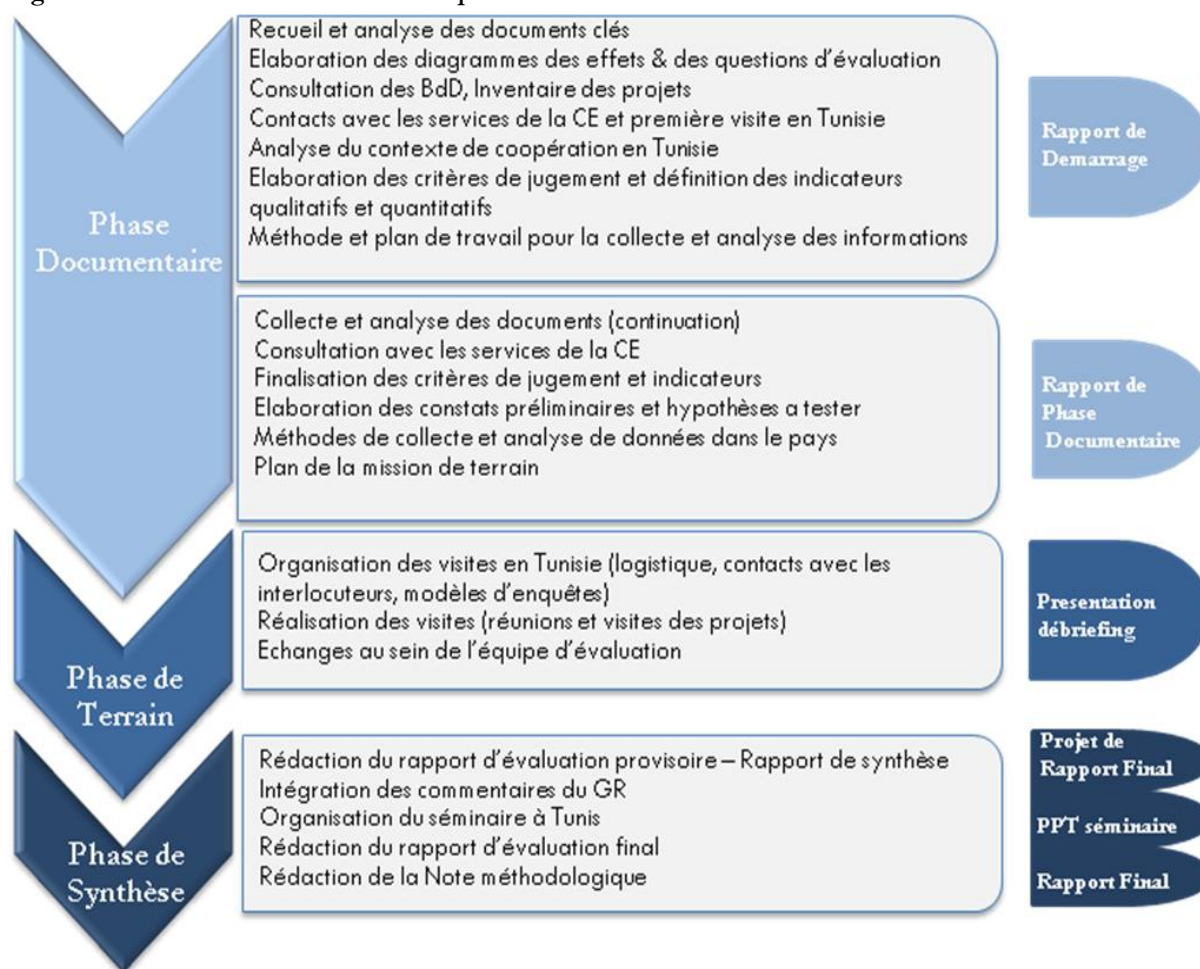 Phase
Documentaire
Recueil et analyse des documents clés
Elaboration des diagrammes des effets & des questions d'évaluation
Consultation des BdD, Inventaire des projets
Contacts avec les services de la CE et première visite en Tunisie
Analyse du contexte de coopération en Tunisie
Elaboration des critères de jugement et définition des indicateurs
qualitatifs et quantitatifs
Méthode et plan de travail pour la collecte et analyse des informations
Rapport de
Demarrage
Collecte et analyse des documents (continuation)
Consultation avec les services de la CE
Finalisation des critères de jugement et indicateurs
Elaboration des constats préliminaires et hypothèses a tester
Méthodes de collecte et analyse de données dans le pays
Plan de la mission de terrain
Rapport de
Phase
Documentaire
Phase de
Terrain
Organisation des visites en Tunisie (logistique, contacts avec les
interlocuteurs, modèles d'enquêtes)
Réalisation des visites (réunions et visites des projets)
Echanges au sein de l'équipe d'évaluation
Presentation
débriefing
Phase de
Synthèse
Rédaction du rapport d'évaluation provisoire – Rapport de synthèse
Intégration des commentaires du GR
Organisation du séminaire à Tunis
Rédaction du rapport d'évaluation final
Rédaction de la Note méthodologique
Projet de
Rapport Final
PPT séminaire
Rapport Final